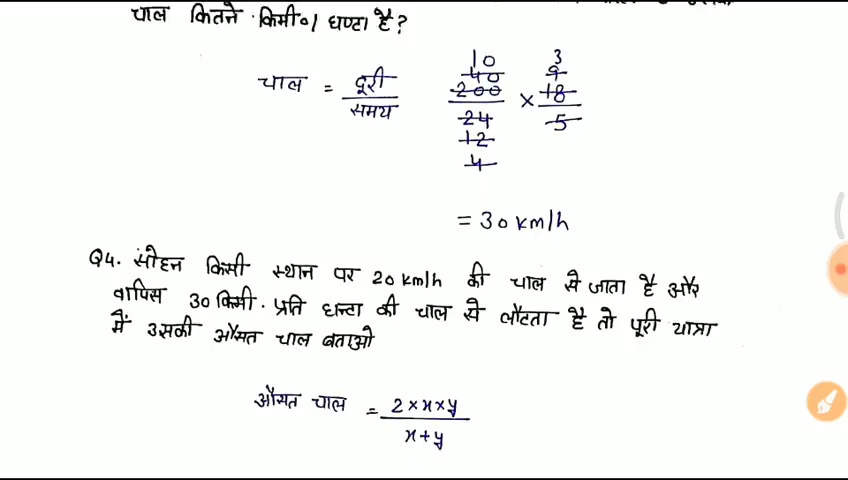 चाल कितने किमी०/ घण्टा है?
10
3
40
9
चाल = दूरी 200 × 18
समय 24 5
12
4
= 30 km/h
Q4. सोहन किसी स्थान पर 20 km/h की चाल से जाता है और
वापिस 30 किमी. प्रति घन्टा की चाल से लौटता है तो पूरी यात्रा
में उसकी औसत चाल बताओ
औसत चाल = 2 × x × y
x + y